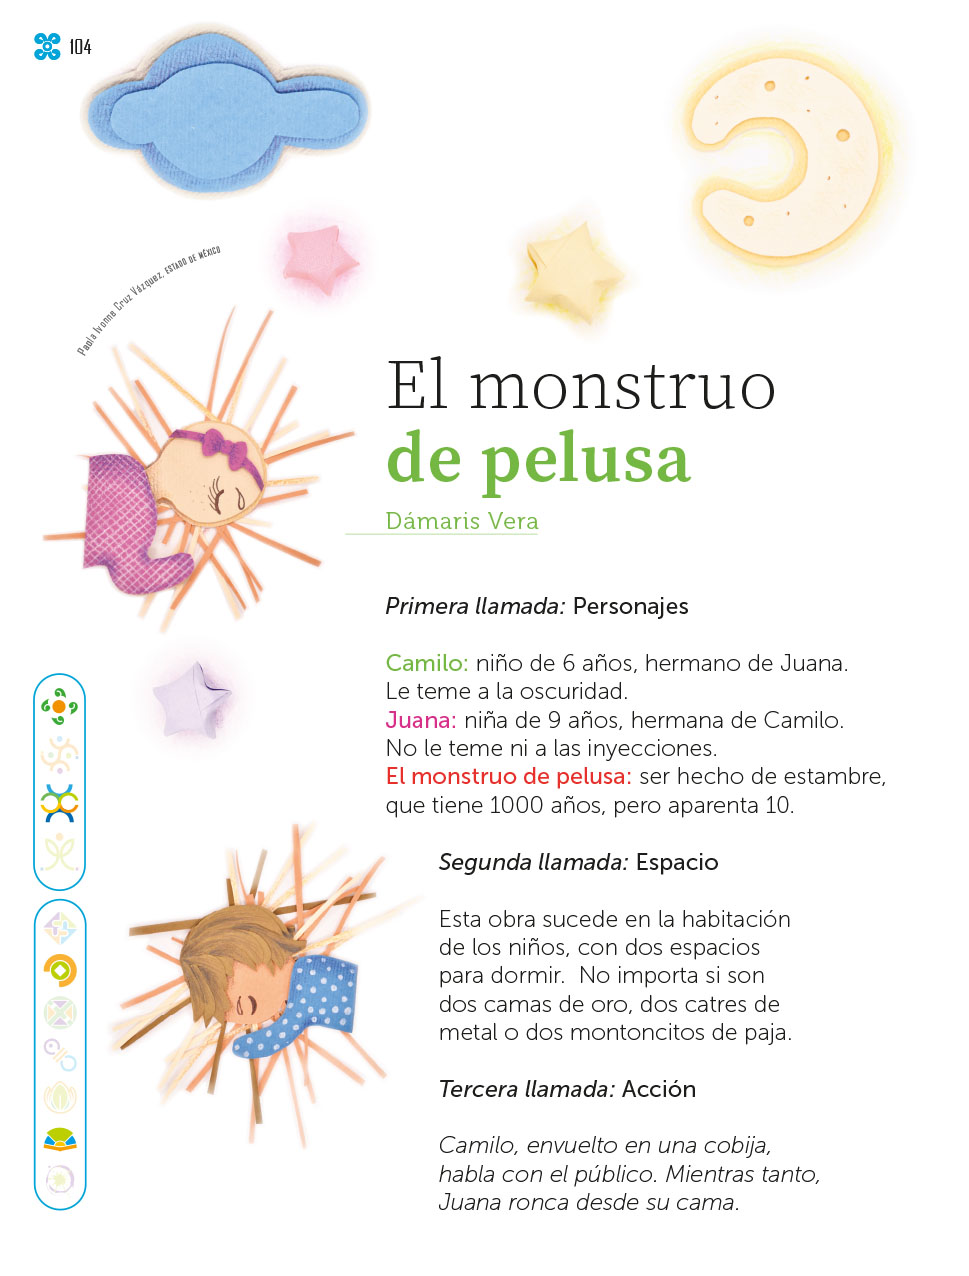 104
Paola Ivonne Cruz Vázquez, ESTADO DE MÉXICO
El monstruo
de pelusa
Dámaris Vera
Primera llamada: Personajes
Camilo: niño de 6 años, hermano de Juana.
Le teme a la oscuridad.
Juana: niña de 9 años, hermana de Camilo.
No le teme ni a las inyecciones.
El monstruo de pelusa: ser hecho de estambre,
que tiene 1000 años, pero aparenta 10.
Segunda llamada: Espacio
Esta obra sucede en la habitación
de los niños, con dos espacios
para dormir.  No importa si son
dos camas de oro, dos catres de
metal o dos montoncitos de paja.
Tercera llamada: Acción
Camilo, envuelto en una cobija,
habla con el público. Mientras tanto,
Juana ronca desde su cama.